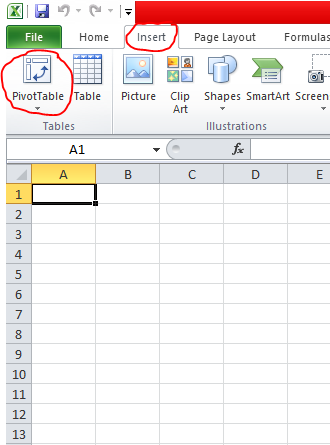 File Home Insert Page Layout Formulas
PivotTable Table Picture Clip Art Shapes SmartArt Screen
Tables Illustrations
A1 fx
A B C D E
1
2
3
4
5
6
7
8
9
10
11
12
13